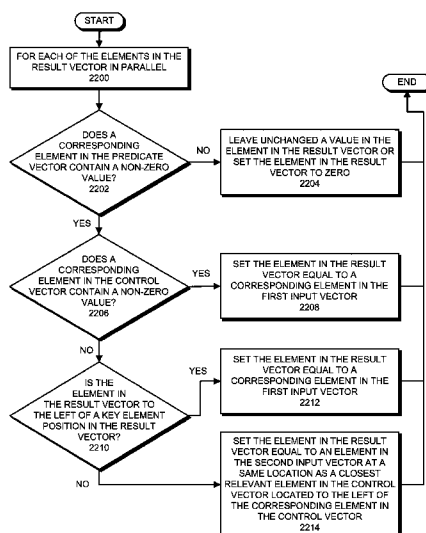 START
FOR EACH OF THE ELEMENTS IN THE
RESULT VECTOR IN PARALLEL
2200
END
DOES A
CORRESPONDING
ELEMENT IN THE PREDICATE
VECTOR CONTAIN A NON-ZERO
VALUE?
2202
NO
LEAVE UNCHANGED A VALUE IN THE
ELEMENT IN THE RESULT VECTOR OR
SET THE ELEMENT IN THE RESULT
VECTOR TO ZERO
2204
YES
DOES A
CORRESPONDING
ELEMENT IN THE CONTROL
VECTOR CONTAIN A NON-ZERO
VALUE?
2206
YES
SET THE ELEMENT IN THE RESULT
VECTOR EQUAL TO A
CORRESPONDING ELEMENT IN THE
FIRST INPUT VECTOR
2208
NO
IS THE
ELEMENT IN
THE RESULT VECTOR TO
THE LEFT OF A KEY ELEMENT
POSITION IN THE RESULT
VECTOR?
2210
YES
SET THE ELEMENT IN THE RESULT
VECTOR EQUAL TO A
CORRESPONDING ELEMENT IN THE
FIRST INPUT VECTOR
2212
NO
SET THE ELEMENT IN THE RESULT
VECTOR EQUAL TO AN ELEMENT IN
THE SECOND INPUT VECTOR AT A
SAME LOCATION AS A CLOSEST
RELEVANT ELEMENT IN THE CONTROL
VECTOR LOCATED TO THE LEFT OF
THE CORRESPONDING ELEMENT IN
THE CONTROL VECTOR
2214